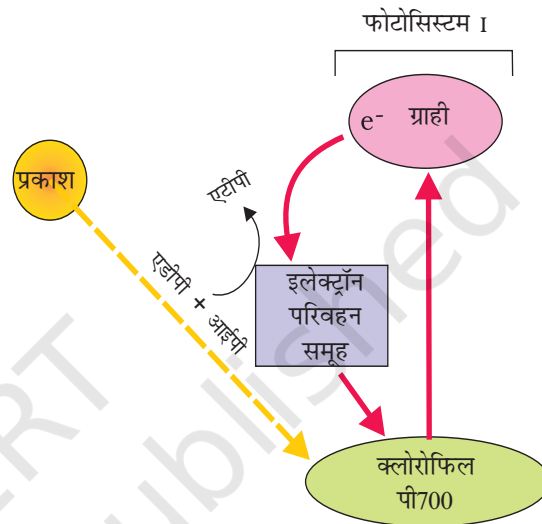 फोटोसिस्टम I
e- ग्राही
प्रकाश
एटीपी
एडीपी + आईपी
इलेक्ट्रॉन
परिवहन
समूह
क्लोरोफिल
पी700